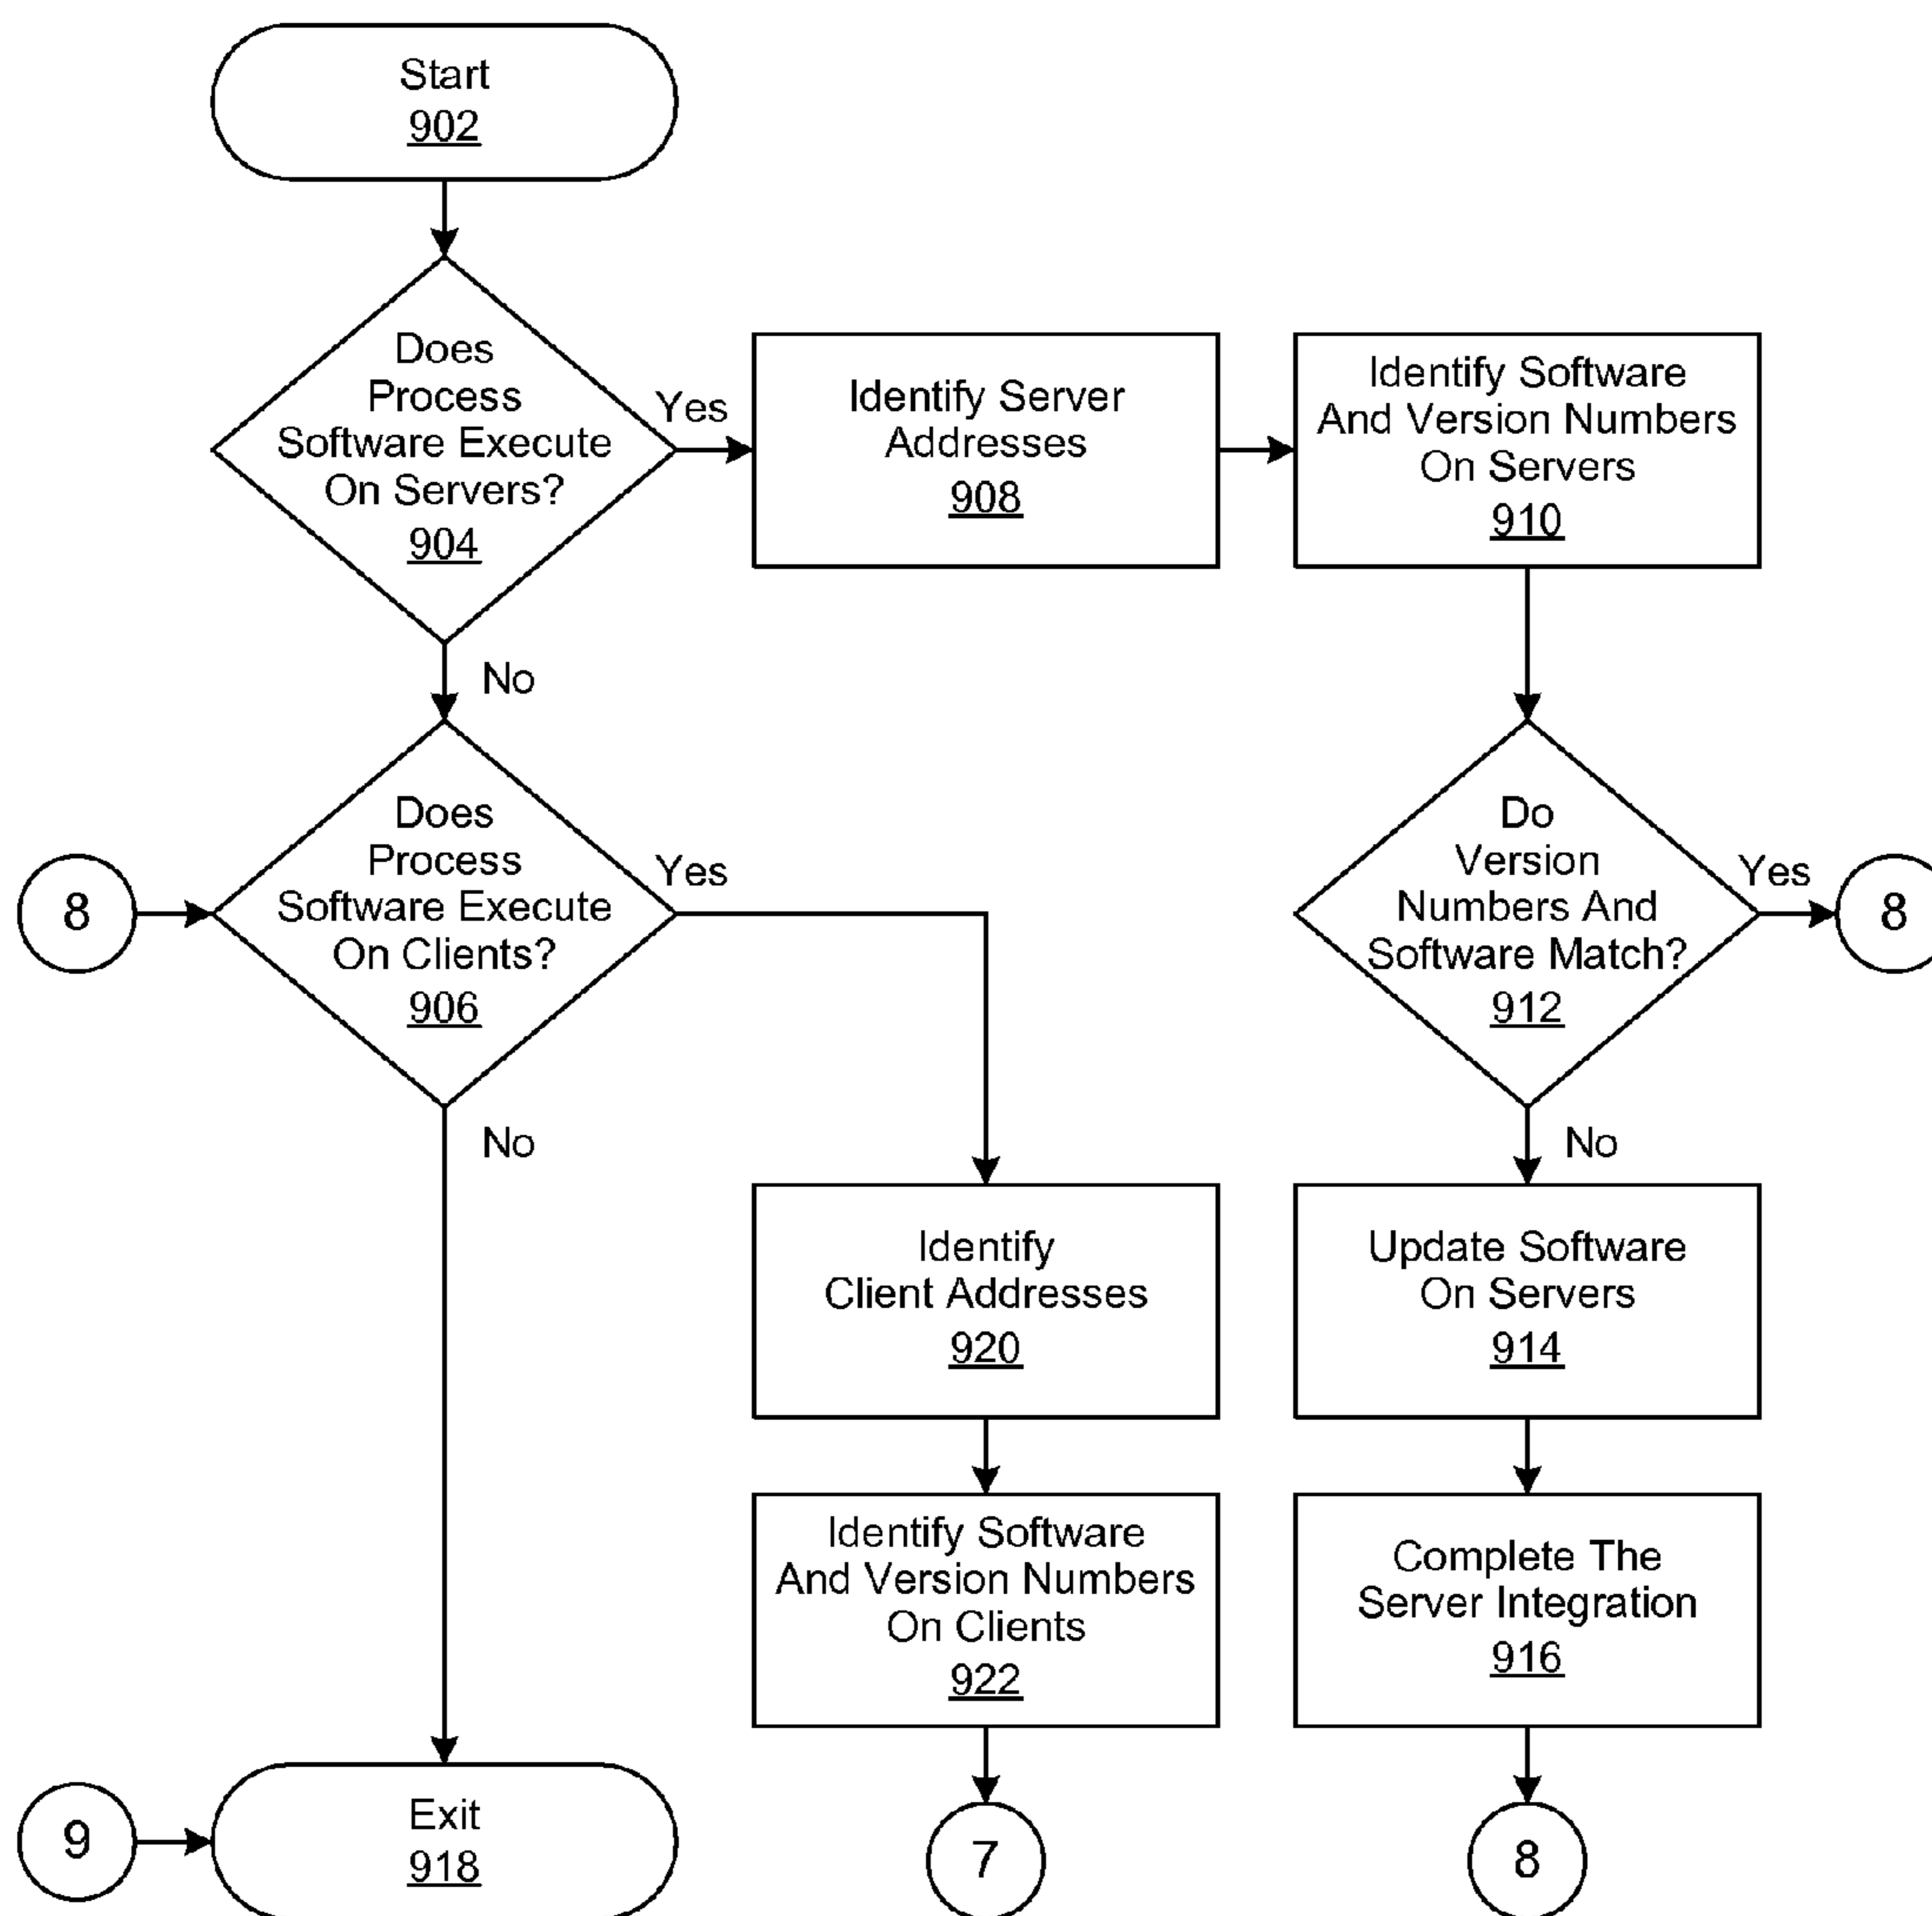 Start
902
Does
Process
Software Execute
On Servers?
904
Yes
Identify Server
Addresses
908
Identify Software
And Version Numbers
On Servers
910
No
8
Does
Process
Software Execute
On Clients?
906
Yes
Do
Version
Numbers And
Software Match?
912
Yes
8
No
No
Identify
Client Addresses
920
Update Software
On Servers
914
Identify Software
And Version Numbers
On Clients
922
Complete The
Server Integration
916
9
Exit
918
7
8